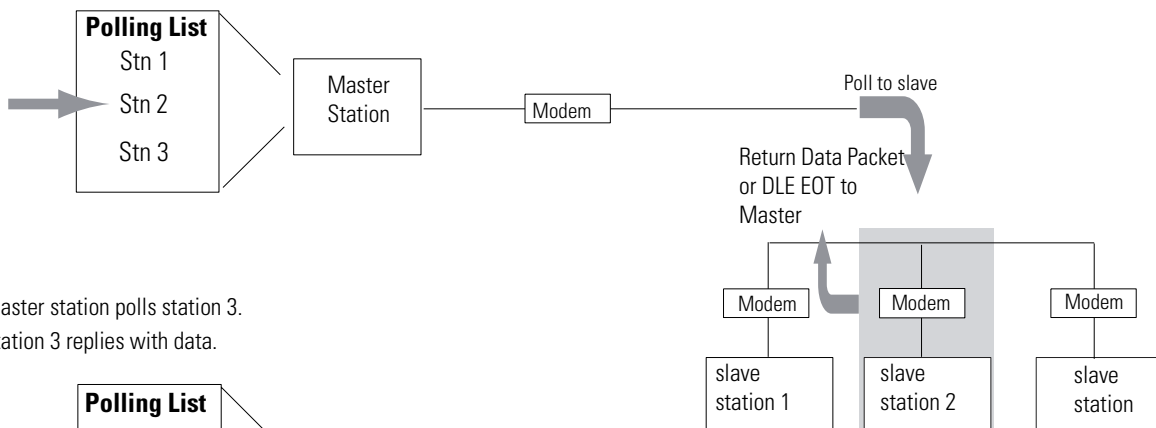 Polling List
Stn 1
Stn 2
Stn 3
Master
Station
Modem
Poll to slave
Return Data Packet
or DLE EOT to
Master
Modem
Modem
Modem
slave
station 1
slave
station 2
slave
station
aster station polls station 3.
tation 3 replies with data.
Polling List